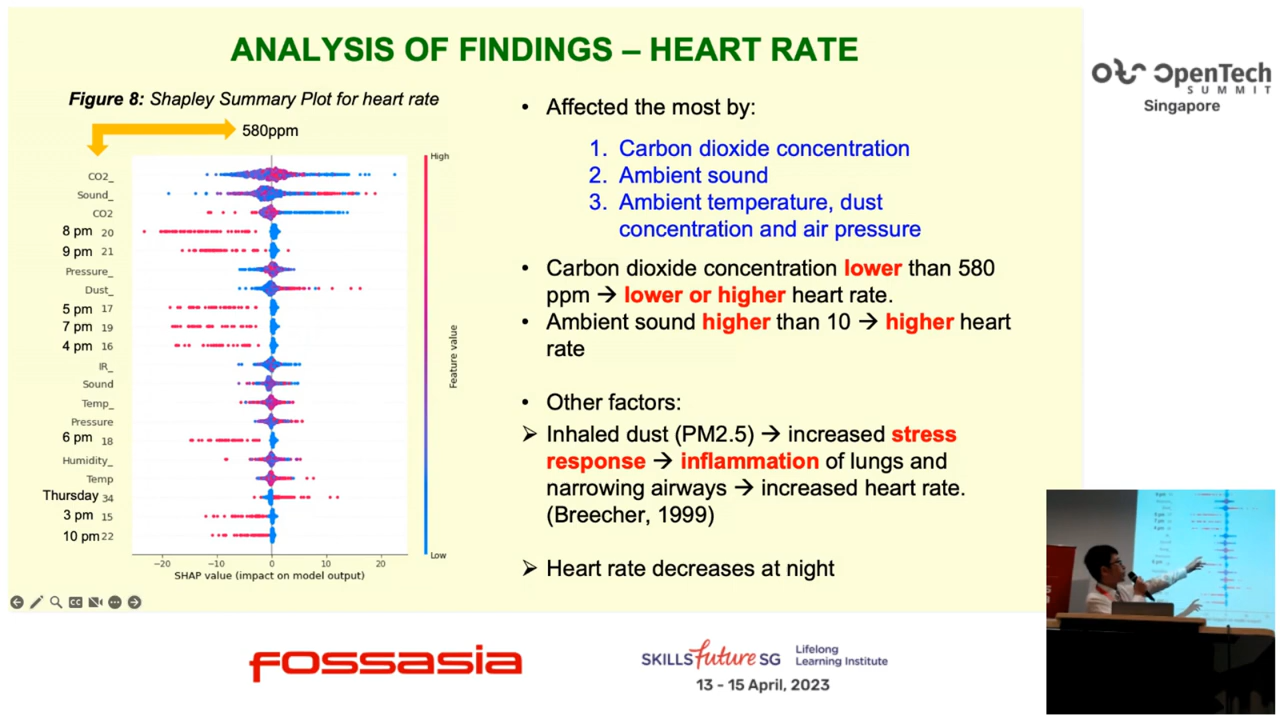 ANALYSIS OF FINDINGS – HEART RATE
Figure 8: Shapley Summary Plot for heart rate
580ppm
High
CO2_
Sound_
CO2
8 pm 20
9 pm 21
Pressure_
Dust_
5 pm 17
7 pm 19
4 pm 16
IR_
Sound
Temp_
Pressure
6 pm 18
Humidity_
Temp
Thursday 34
3 pm 15
10 pm 22
Low
Feature value
−20 −10 0 10 20
SHAP value (impact on model output)
• Affected the most by:
1. Carbon dioxide concentration
2. Ambient sound
3. Ambient temperature, dust
concentration and air pressure
• Carbon dioxide concentration lower than 580
ppm → lower or higher heart rate.
• Ambient sound higher than 10 → higher heart
rate
• Other factors:
➢ Inhaled dust (PM2.5) → increased stress
response → inflammation of lungs and
narrowing airways → increased heart rate.
(Breecher, 1999)
➢ Heart rate decreases at night
OpenTech
SUMMIT
Singapore
FOSSASIA
SKILLS future SG
Lifelong
Learning Institute
13 - 15 April, 2023